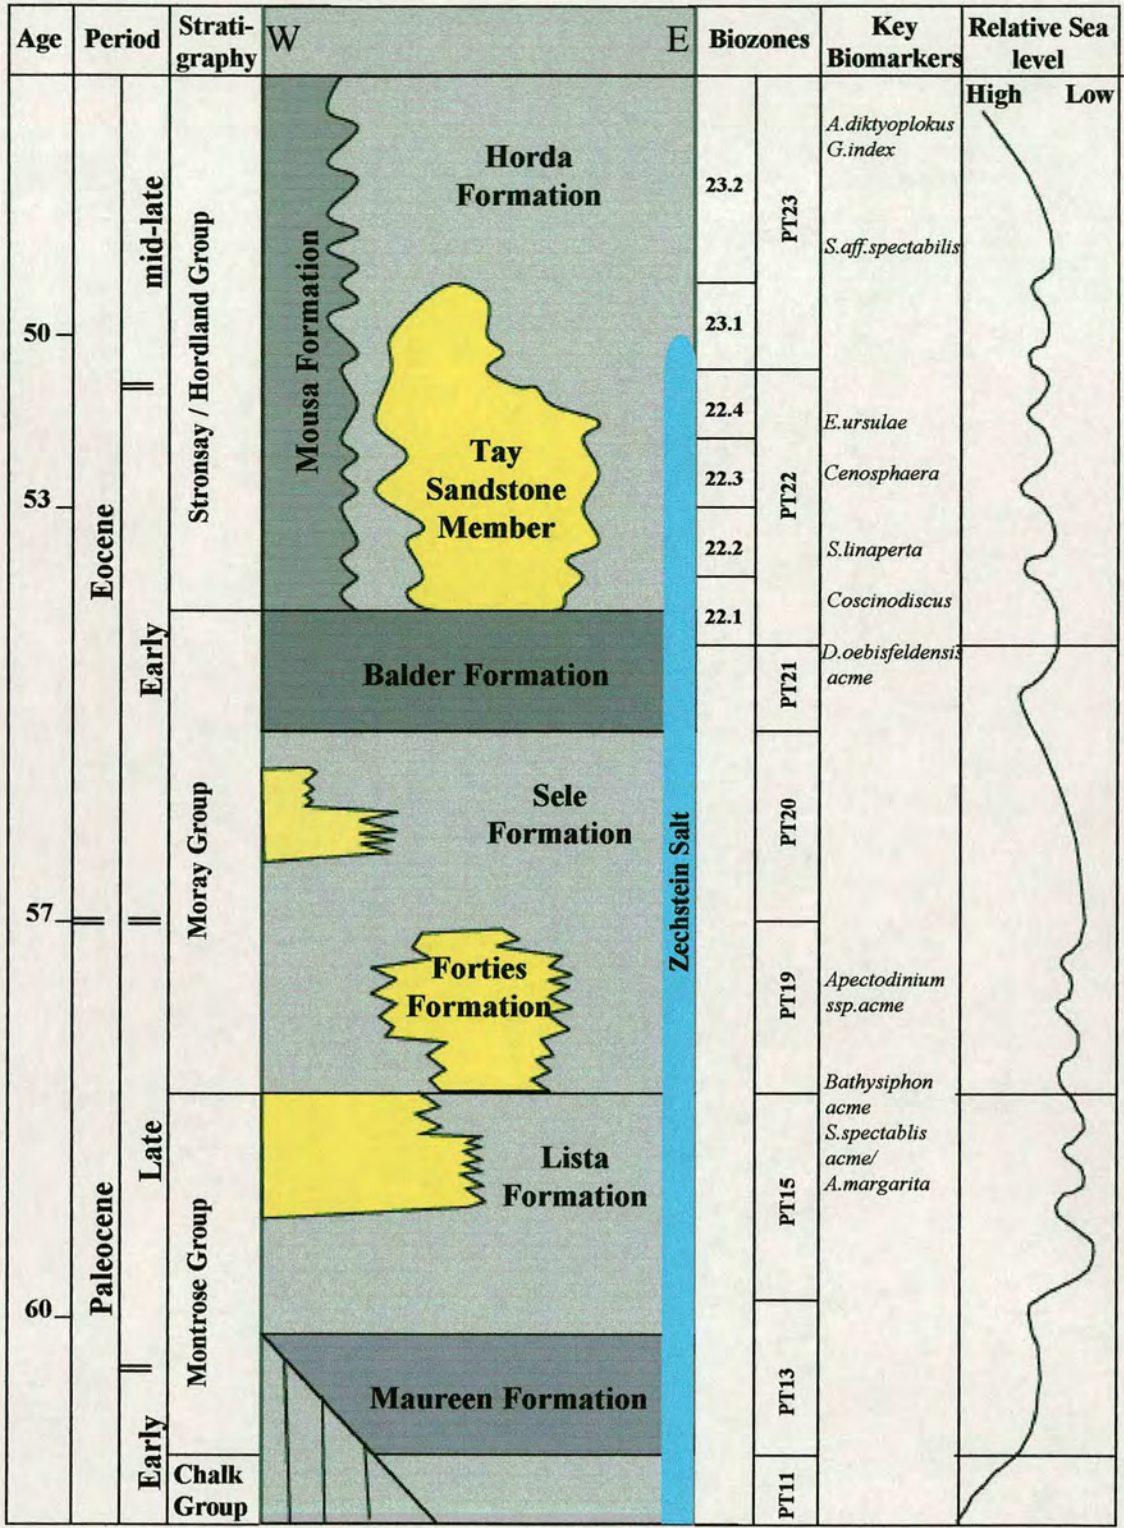 Age
Period
Strati-
graphy
W
E
Biozones
Key
Biomarkers
Relative Sea
level
High
Low
50
53
57
60
Eocene
Paleocene
mid-late
Early
Late
Early
Stronsay / Hordland Group
Moray Group
Montrose Group
Chalk
Group
Mousa Formation
Horda
Formation
Tay
Sandstone
Member
Balder Formation
Sele
Formation
Forties
Formation
Lista
Formation
Maureen Formation
Zechstein Salt
23.2
23.1
22.4
22.3
22.2
22.1
PT23
PT22
PT21
PT20
PT19
PT15
PT13
PT11
A.diktyoplokus
G.index
S.aff.spectabilis
E.ursulae
Cenosphaera
S.linaperta
Coscinodiscus
D.oebisfeldensis
acme
Apectodinium
ssp.acme
Bathysiphon
acme
S.spectablis
acme/
A.margarita